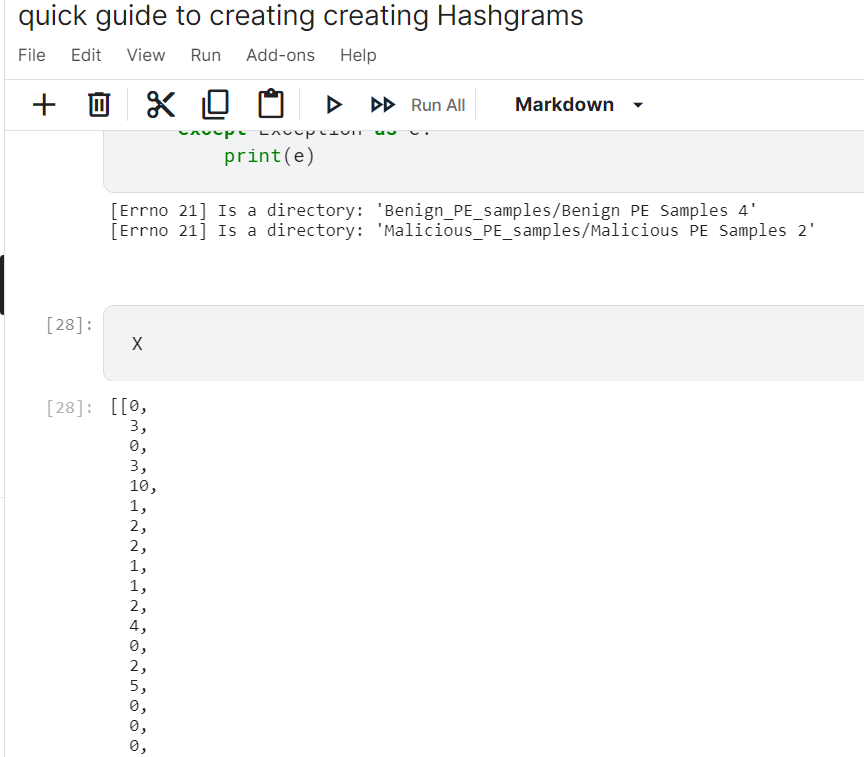 quick guide to creating creating Hashgrams
File Edit View Run Add-ons Help
Run All Markdown
except Exception as e:
print(e)
[Errno 21] Is a directory: 'Benign_PE_samples/Benign PE Samples 4'
[Errno 21] Is a directory: 'Malicious_PE_samples/Malicious PE Samples 2'
[28]:
X
[28]: [[0,
3,
0,
3,
10,
1,
2,
2,
1,
1,
2,
4,
0,
2,
5,
0,
0,
0,